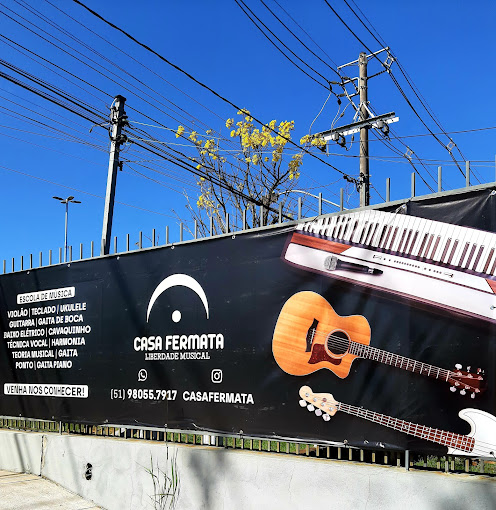 ESCOLA DE MUSICA
VIOLÃO | TECLADO | UKULELE
GUITARRA | GAITA DE BOCA
BAIXO ELÉTRICO | CAVAQUINHO
TÉCNICA VOCAL | HARMONIA
TEORIA MUSICAL | GAITA
PONTO | GAITA PIANO
VENHA NOS CONHECER!
CASA FERMATA
LIBERDADE MUSICAL
(51) 98055.7917 CASAFERMATA